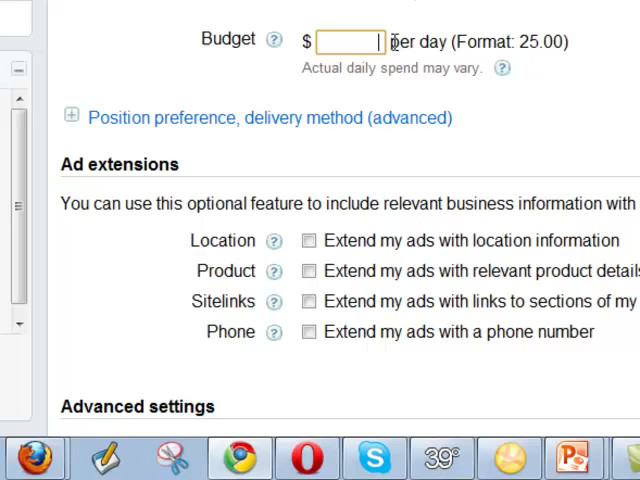 Budget ? $ per day (Format: 25.00)
Actual daily spend may vary. ?
Position preference, delivery method (advanced)
Ad extensions
You can use this optional feature to include relevant business information with
Location ? Extend my ads with location information
Product ? Extend my ads with relevant product details
Sitelinks ? Extend my ads with links to sections of my
Phone ? Extend my ads with a phone number
Advanced settings
39°